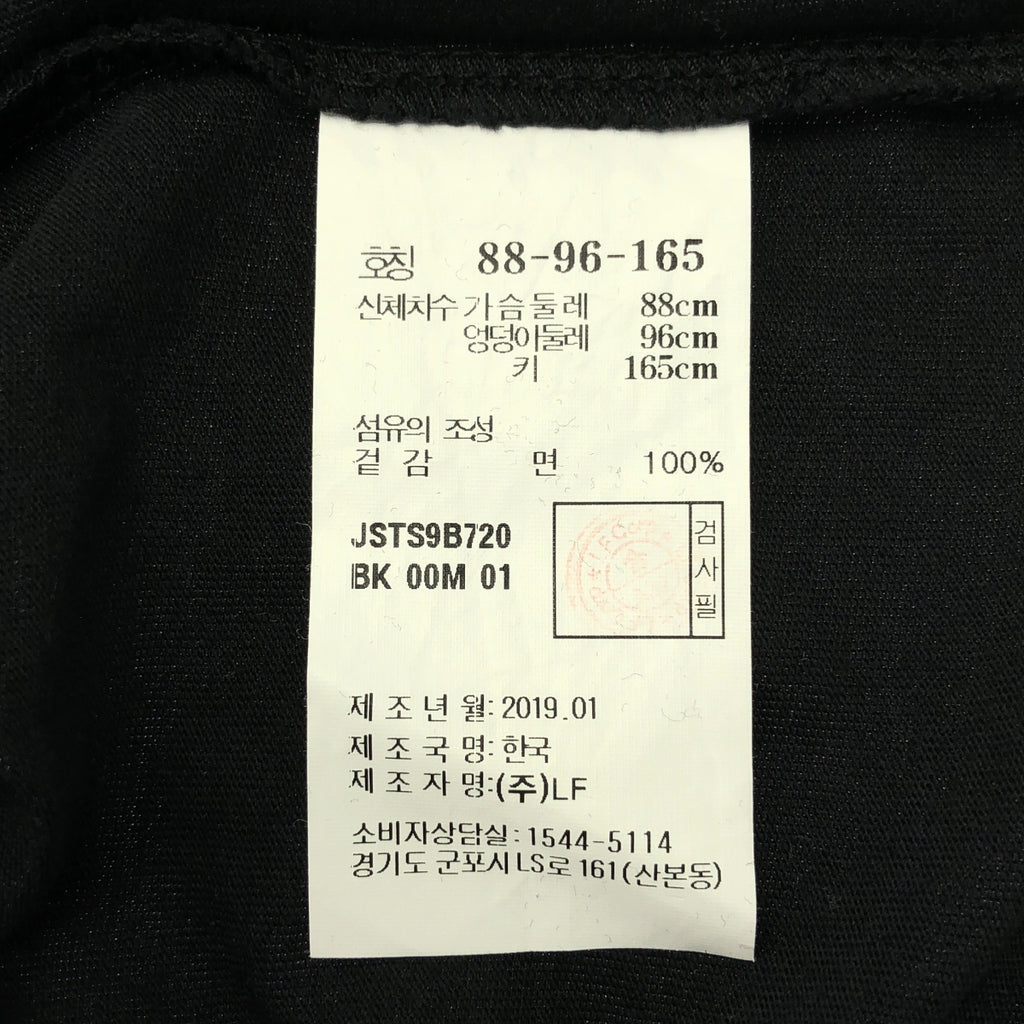 호칭 88-96-165
신체치수 가슴둘레 88cm
엉덩이둘레 96cm
키 165cm
섬유의 조성
겉감 면 100%
JSTS9B720
BK 00M 01
검사필
제조년월: 2019.01
제조국명: 한국
제조자명:(주)LF
소비자상담실: 1544-5114
경기도 군포시 LS로 161 (산본동)